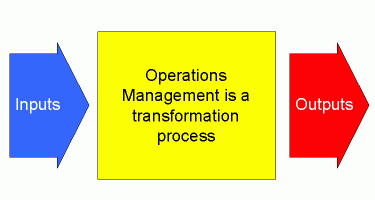 Inputs
Operations
Management is a
transformation
process
Outputs